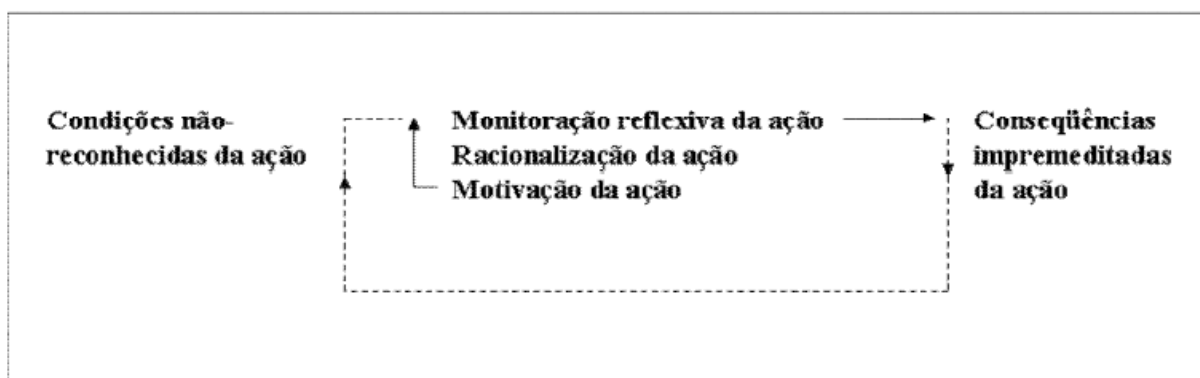 Condições não-
reconhecidas da ação
Monitoração reflexiva da ação
Racionalização da ação
Motivação da ação
Conseqüências
impremeditadas
da ação